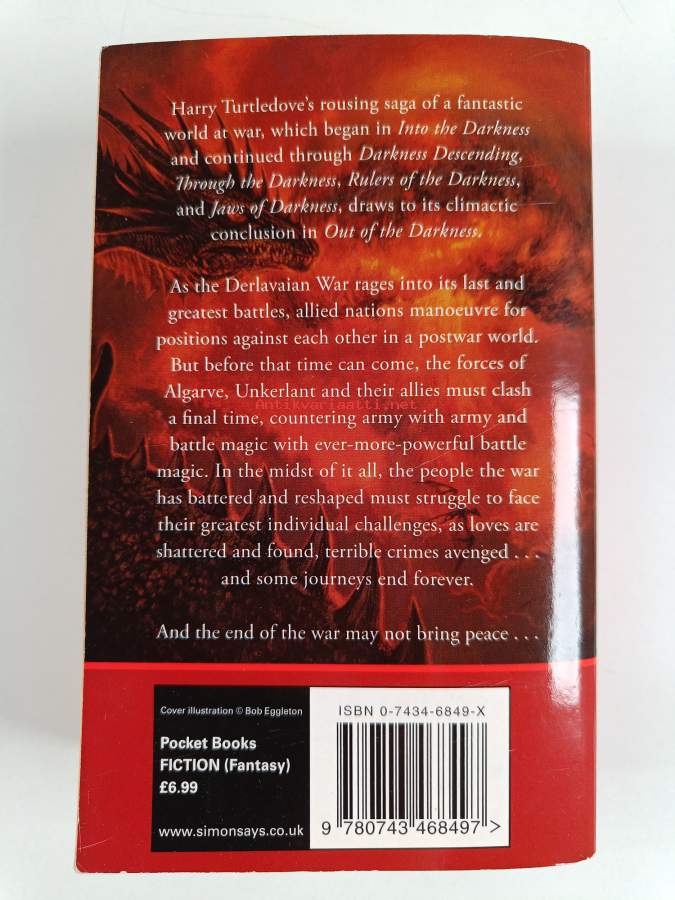 Harry Turtledove's rousing saga of a fantastic
world at war, which began in Into the Darkness
and continued through Darkness Descending,
Through the Darkness, Rulers of the Darkness,
and Jaws of Darkness, draws to its climactic
conclusion in Out of the Darkness.
As the Derlavaian War rages into its last and
greatest battles, allied nations manoeuvre for
positions against each other in a postwar world.
But before that time can come, the forces of
Algarve, Unkerlant and their allies must clash
Antikvariaatti.net
a final time, countering army with army and
battle magic with ever-more-powerful battle
magic. In the midst of it all, the people the war
has battered and reshaped must struggle to face
their greatest individual challenges, as loves are
shattered and found, terrible crimes avenged . . .
and some journeys end forever.
And the end of the war may not bring peace . . .
Cover illustration © Bob Eggleton
Pocket Books
FICTION (Fantasy)
£6.99
www.simonsays.co.uk
ISBN 0-7434-6849-X
9 780743 468497 >